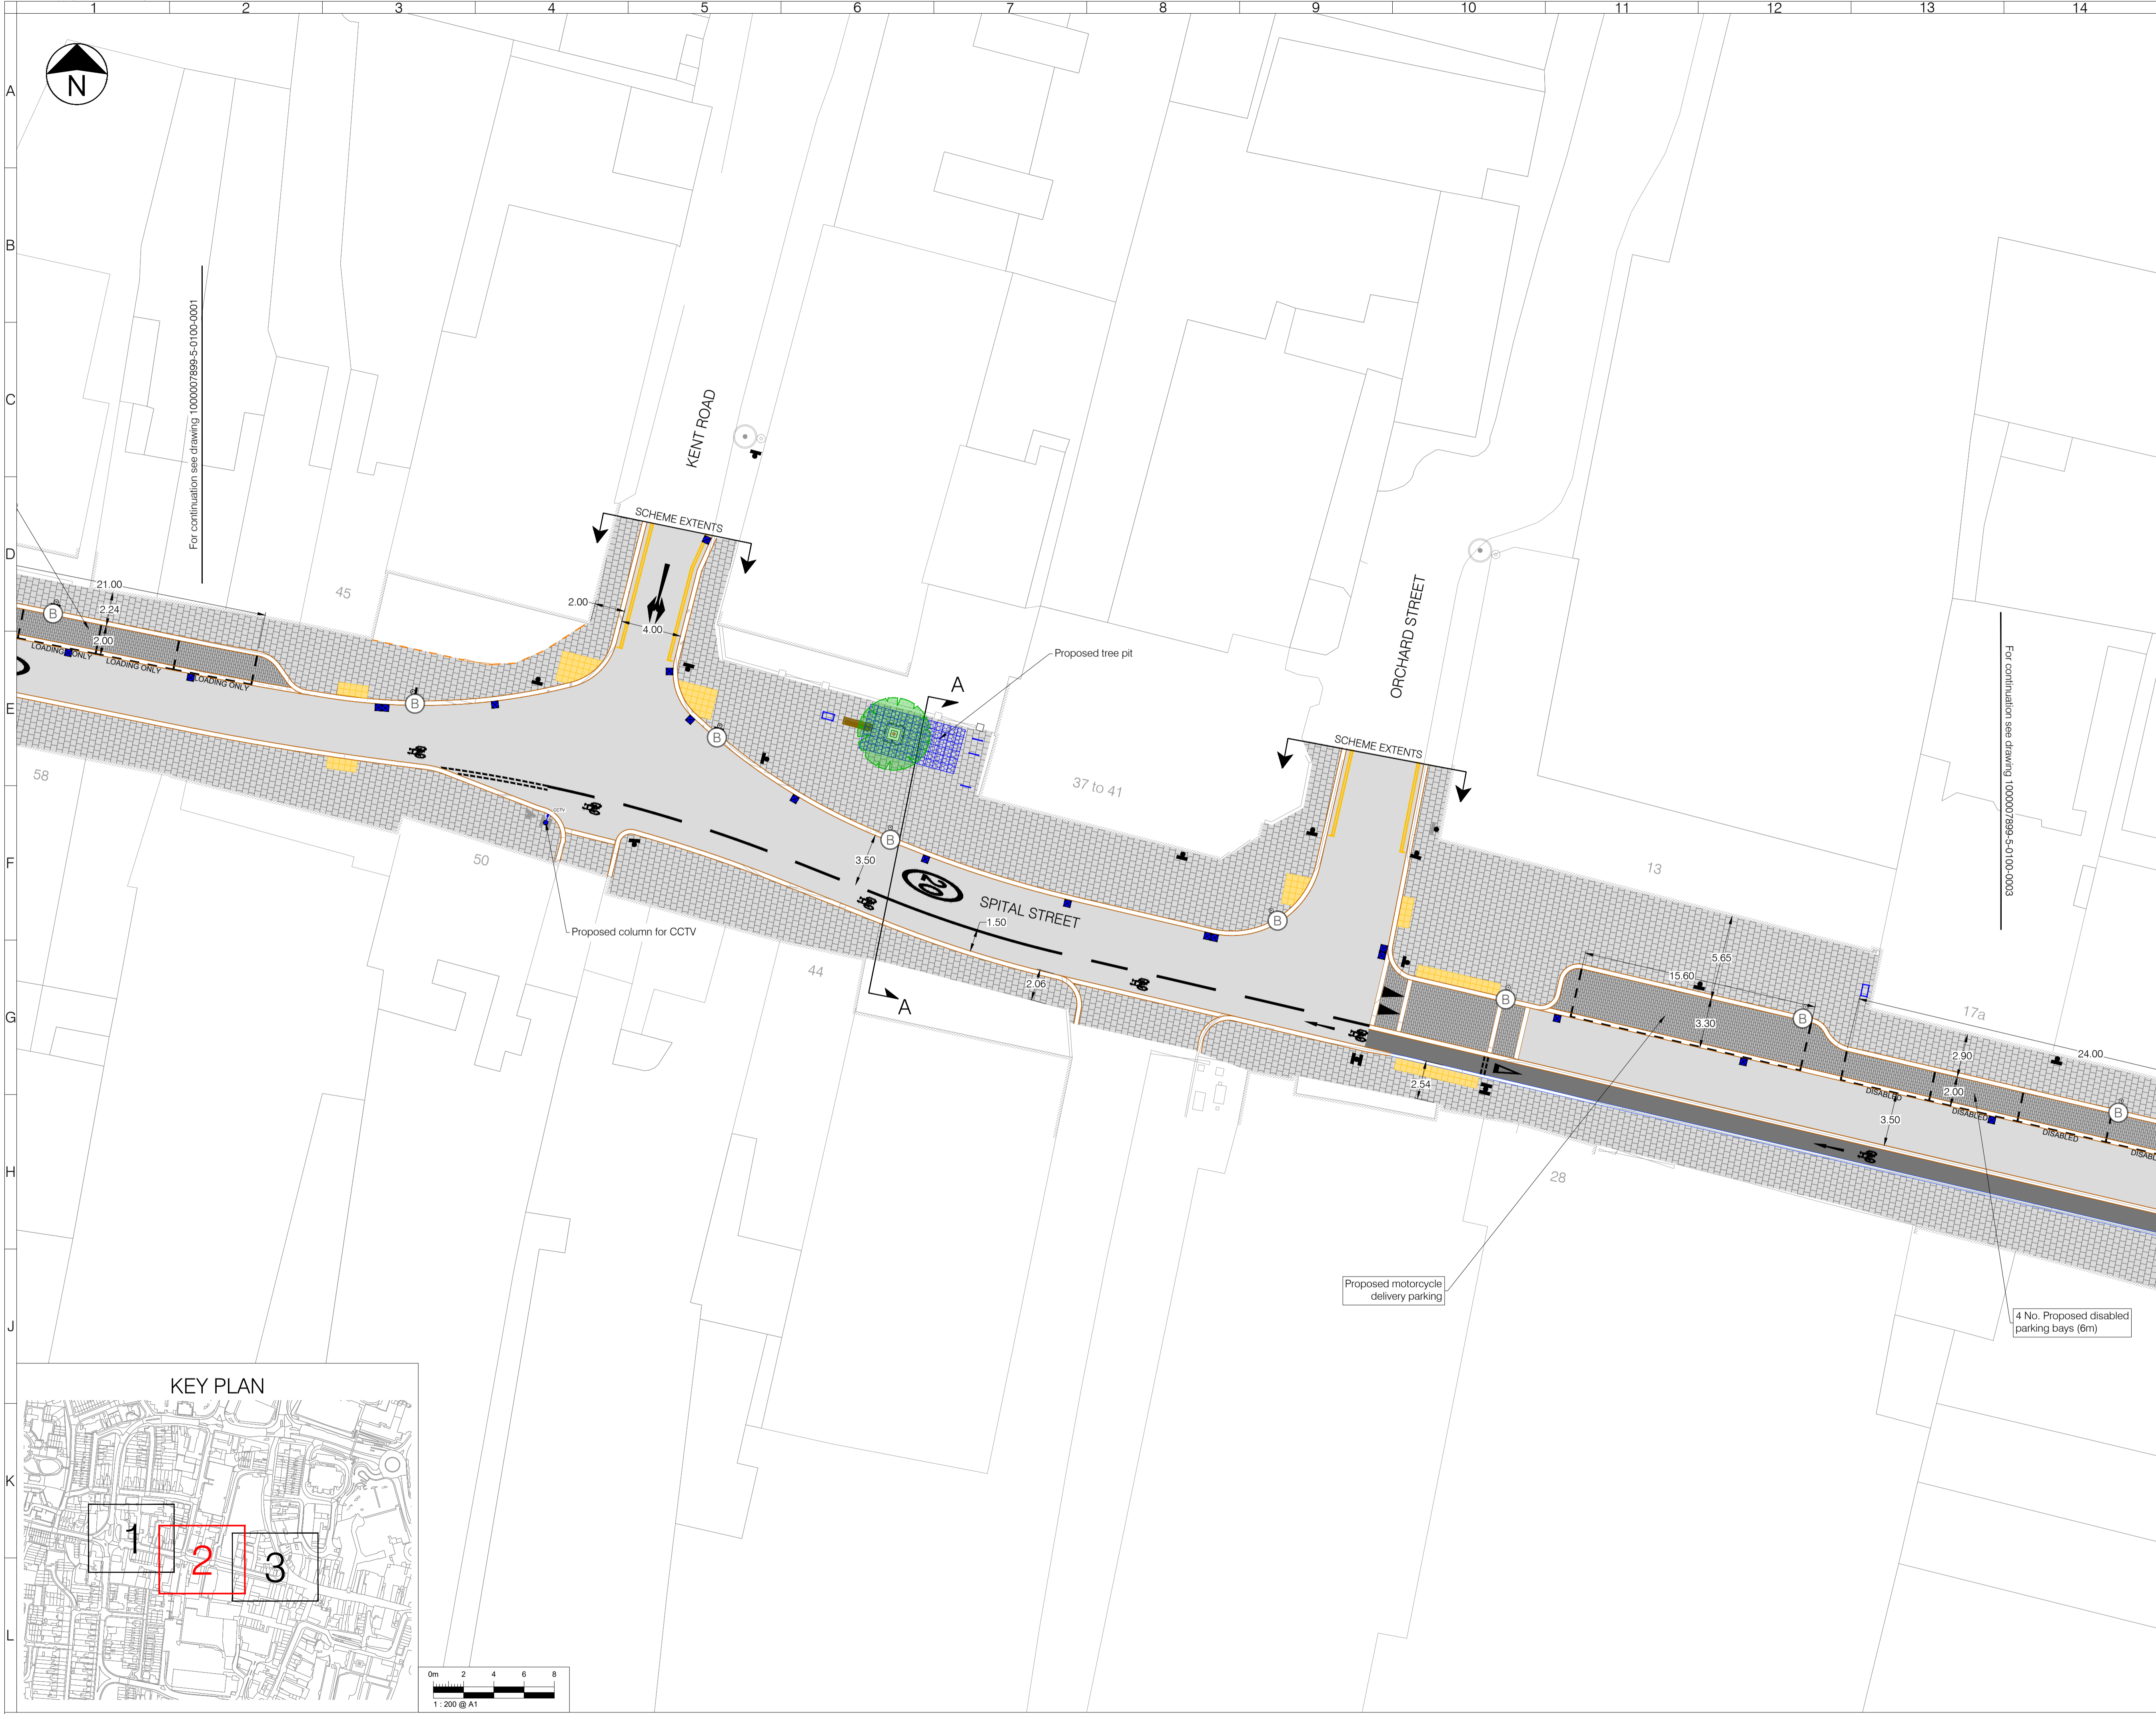 1 2 3 4 5 6 7 8 9 10 11 12 13 14
A
B
C
D
E
F
G
H
J
K
L
N
For continuation see drawing 1000007899-5-0100-0001
KENT ROAD
SCHEME EXTENTS
45
21.00
2.24
2.00
LOADING ONLY
LOADING ONLY
LOADING ONLY
B
B
2.00
4.00
58
50
CCTV
Proposed column for CCTV
B
Proposed tree pit
A
A
37 to 41
B
3.50
20
SPITAL STREET
1.50
2.06
44
ORCHARD STREET
SCHEME EXTENTS
B
13
For continuation see drawing 1000007899-5-0100-0003
5.65
15.60
3.30
B
B
2.54
17a
24.00
2.90
2.00
3.50
DISABLED
DISABLED
DISABLED
DISABL
B
28
Proposed motorcycle
delivery parking
4 No. Proposed disabled
parking bays (6m)
KEY PLAN
1
2
3
0m 2 4 6 8
1 : 200 @ A1